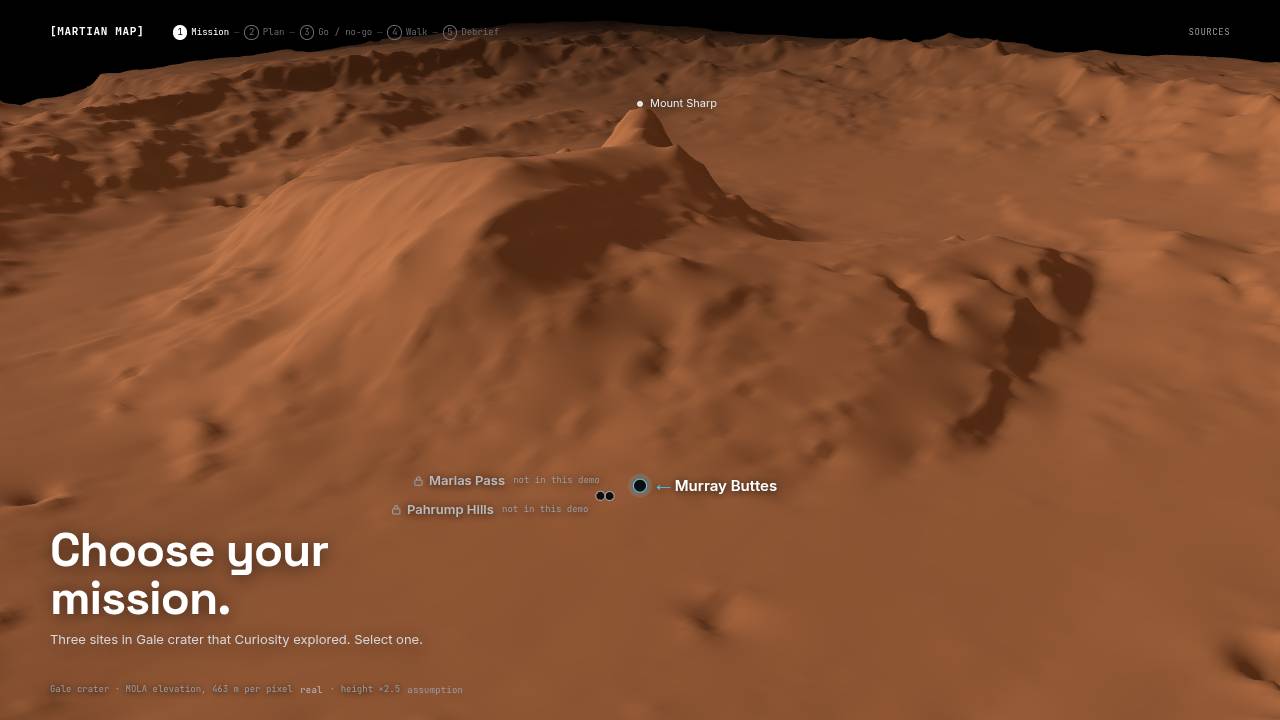 [MARTIAN MAP] 1 Mission — 2 Plan — 3 Go / no-go — 4 Walk — 5 Debrief SOURCES
Mount Sharp
Marias Pass not in this demo
← Murray Buttes
Pahrump Hills not in this demo
Choose your
mission.
Three sites in Gale crater that Curiosity explored. Select one.
Gale crater · MOLA elevation, 463 m per pixel real · height ×2.5 assumption